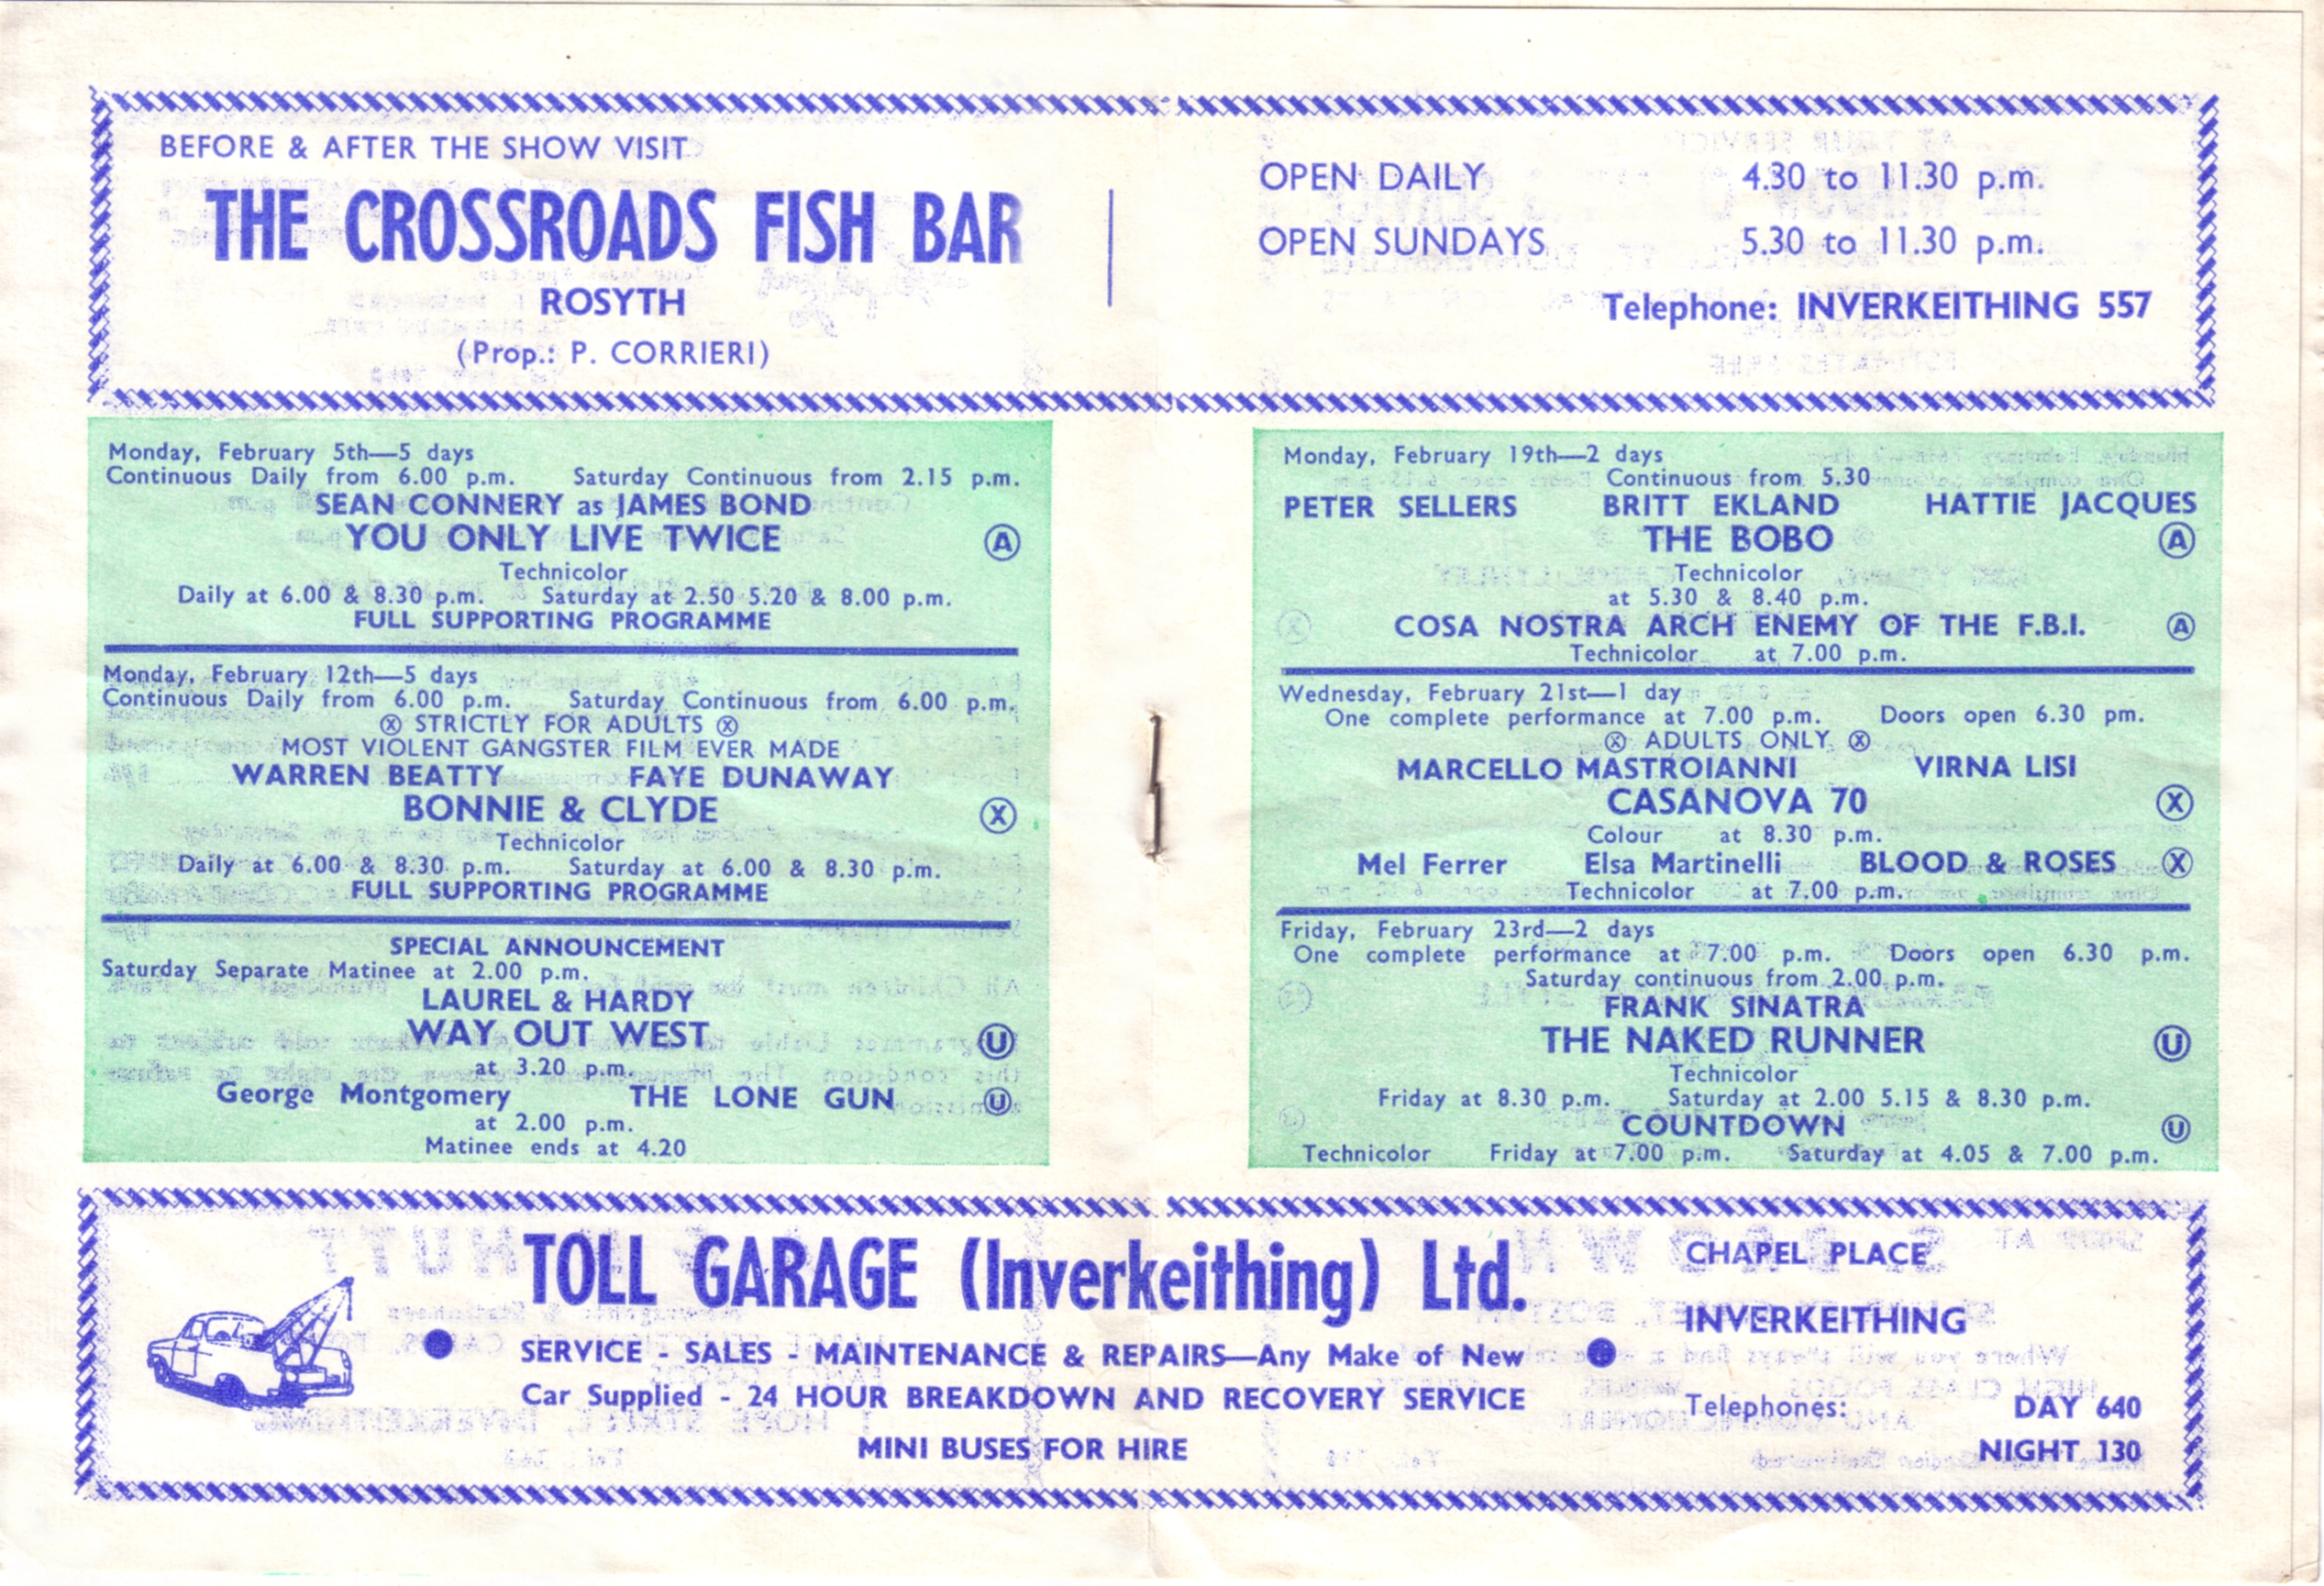 BEFORE & AFTER THE SHOW VISIT
THE CROSSROADS FISH BAR
ROSYTH
(Prop.: P. CORRIERI)
OPEN DAILY 4.30 to 11.30 p.m.
OPEN SUNDAYS 5.30 to 11.30 p.m.
Telephone: INVERKEITHING 557
Monday, February 5th—5 days
Continuous Daily from 6.00 p.m. Saturday Continuous from 2.15 p.m.
SEAN CONNERY as JAMES BOND
YOU ONLY LIVE TWICE Ⓐ
Technicolor
Daily at 6.00 & 8.30 p.m. Saturday at 2.50 5.20 & 8.00 p.m.
FULL SUPPORTING PROGRAMME
Monday, February 12th—5 days
Continuous Daily from 6.00 p.m. Saturday Continuous from 6.00 p.m.
Ⓧ STRICTLY FOR ADULTS Ⓧ
MOST VIOLENT GANGSTER FILM EVER MADE
WARREN BEATTY FAYE DUNAWAY
BONNIE & CLYDE Ⓧ
Technicolor
Daily at 6.00 & 8.30 p.m. Saturday at 6.00 & 8.30 p.m.
FULL SUPPORTING PROGRAMME
SPECIAL ANNOUNCEMENT
Saturday Separate Matinee at 2.00 p.m.
LAUREL & HARDY
WAY OUT WEST Ⓤ
at 3.20 p.m.
George Montgomery THE LONE GUN Ⓤ
at 2.00 p.m.
Matinee ends at 4.20
Monday, February 19th—2 days
Continuous from 5.30
PETER SELLERS BRITT EKLAND HATTIE JACQUES
THE BOBO Ⓐ
Technicolor
at 5.30 & 8.40 p.m.
COSA NOSTRA ARCH ENEMY OF THE F.B.I. Ⓐ
Technicolor at 7.00 p.m.
Wednesday, February 21st—1 day
One complete performance at 7.00 p.m. Doors open 6.30 pm.
Ⓧ ADULTS ONLY Ⓧ
MARCELLO MASTROIANNI VIRNA LISI
CASANOVA 70 Ⓧ
Colour at 8.30 p.m.
Mel Ferrer Elsa Martinelli BLOOD & ROSES Ⓧ
Technicolor at 7.00 p.m.
Friday, February 23rd—2 days
One complete performance at 7.00 p.m. Doors open 6.30 p.m.
Saturday continuous from 2.00 p.m.
FRANK SINATRA
THE NAKED RUNNER Ⓤ
Technicolor
Friday at 8.30 p.m. Saturday at 2.00 5.15 & 8.30 p.m.
COUNTDOWN Ⓤ
Technicolor Friday at 7.00 p.m. Saturday at 4.05 & 7.00 p.m.
TOLL GARAGE (Inverkeithing) Ltd.
SERVICE - SALES - MAINTENANCE & REPAIRS—Any Make of New
Car Supplied - 24 HOUR BREAKDOWN AND RECOVERY SERVICE
MINI BUSES FOR HIRE
CHAPEL PLACE
INVERKEITHING
Telephones: DAY 640
NIGHT 130